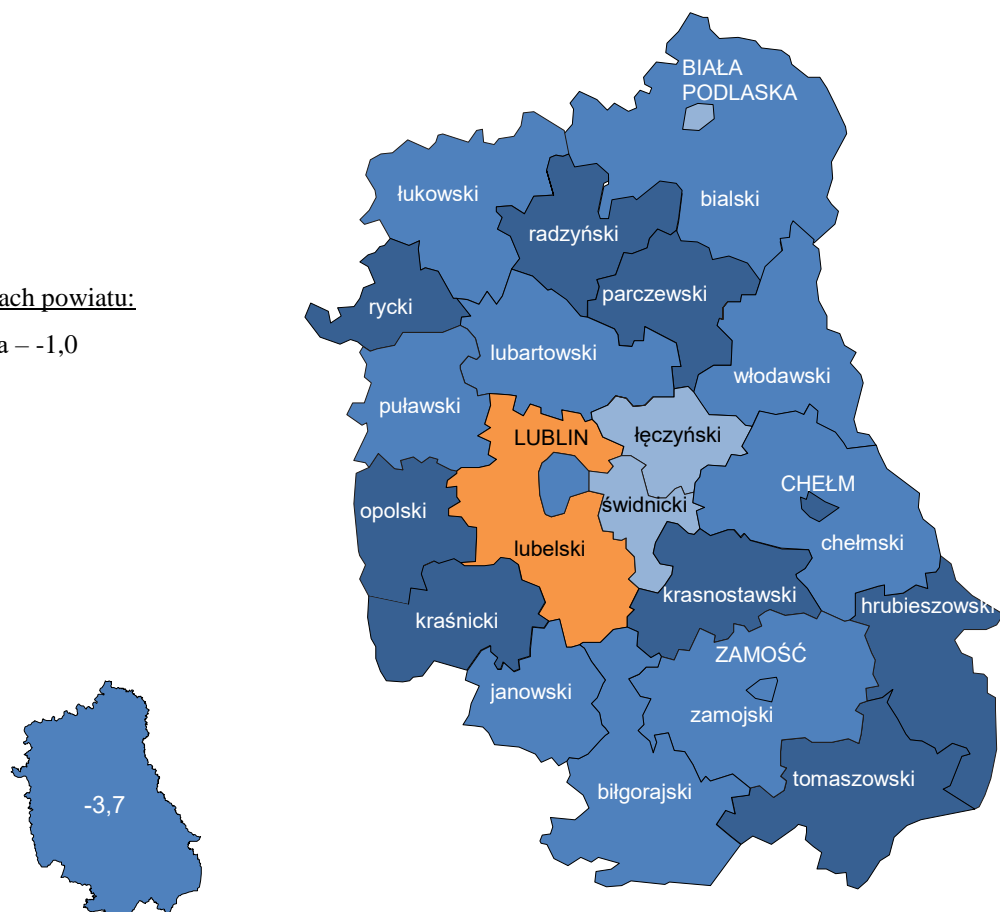 BIAŁA
PODLASKA
łukowski
bialski
radzyński
ach powiatu:
parczewski
rycki
a – -1,0
lubartowski
włodawski
puławski
LUBLIN
łęczyński
CHEŁM
świdnicki
opolski
lubelski
chełmski
krasnostawski
hrubieszowski
kraśnicki
ZAMOŚĆ
janowski
zamojski
tomaszowski
biłgorajski
-3,7